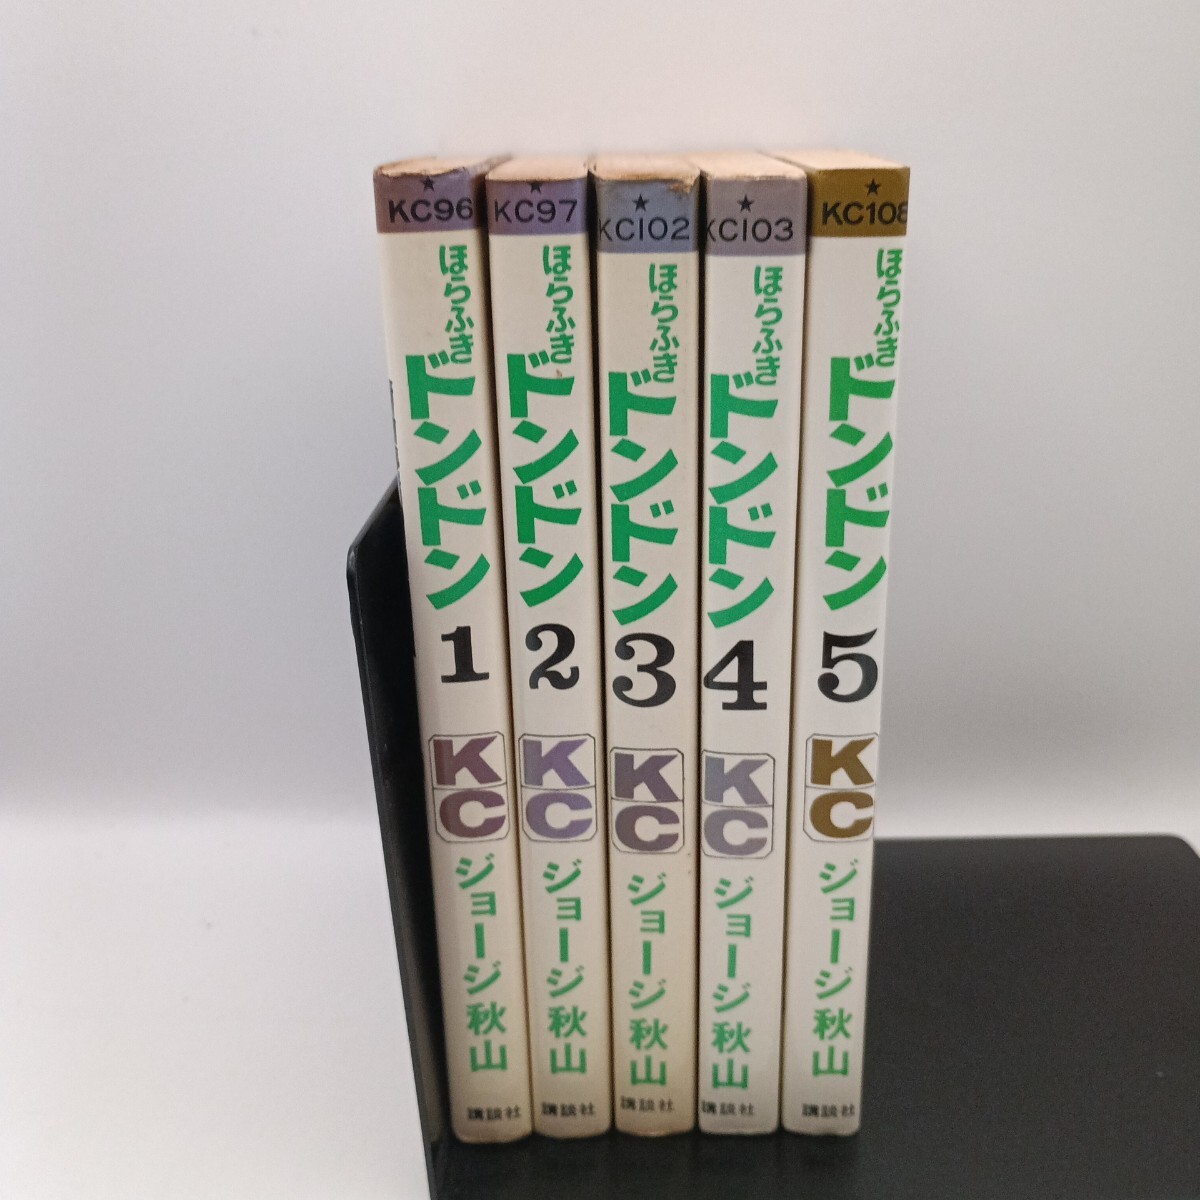 ★
KC96
ほらふき
ドンドン
1
KC
ジョージ秋山
講談社
★
KC97
ほらふき
ドンドン
2
KC
ジョージ秋山
講談社
★
KC102
ほらふき
ドンドン
3
KC
ジョージ秋山
講談社
★
KC103
ほらふき
ドンドン
4
KC
ジョージ秋山
講談社
★
KC108
ほらふき
ドンドン
5
KC
ジョージ秋山
講談社